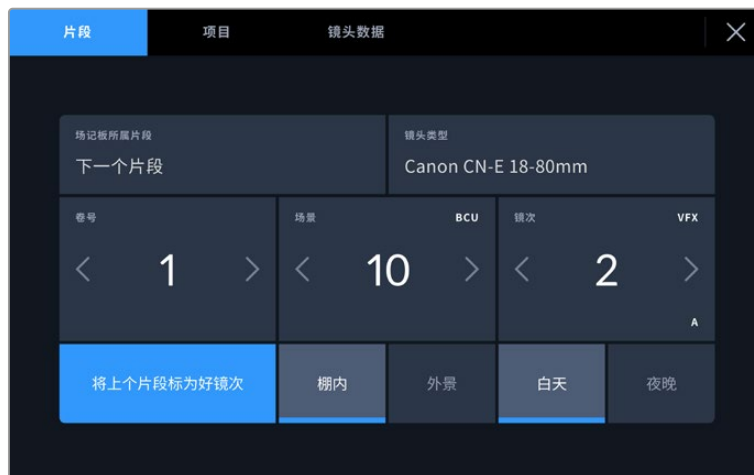 片段 项目 镜头数据
场记板所属片段 镜头类型
下一个片段 Canon CN-E 18-80mm
卷号 场景 BCU 镜次 VFX
1 10 2
A
将上个片段标为好镜次 棚内 外景 白天 夜晚